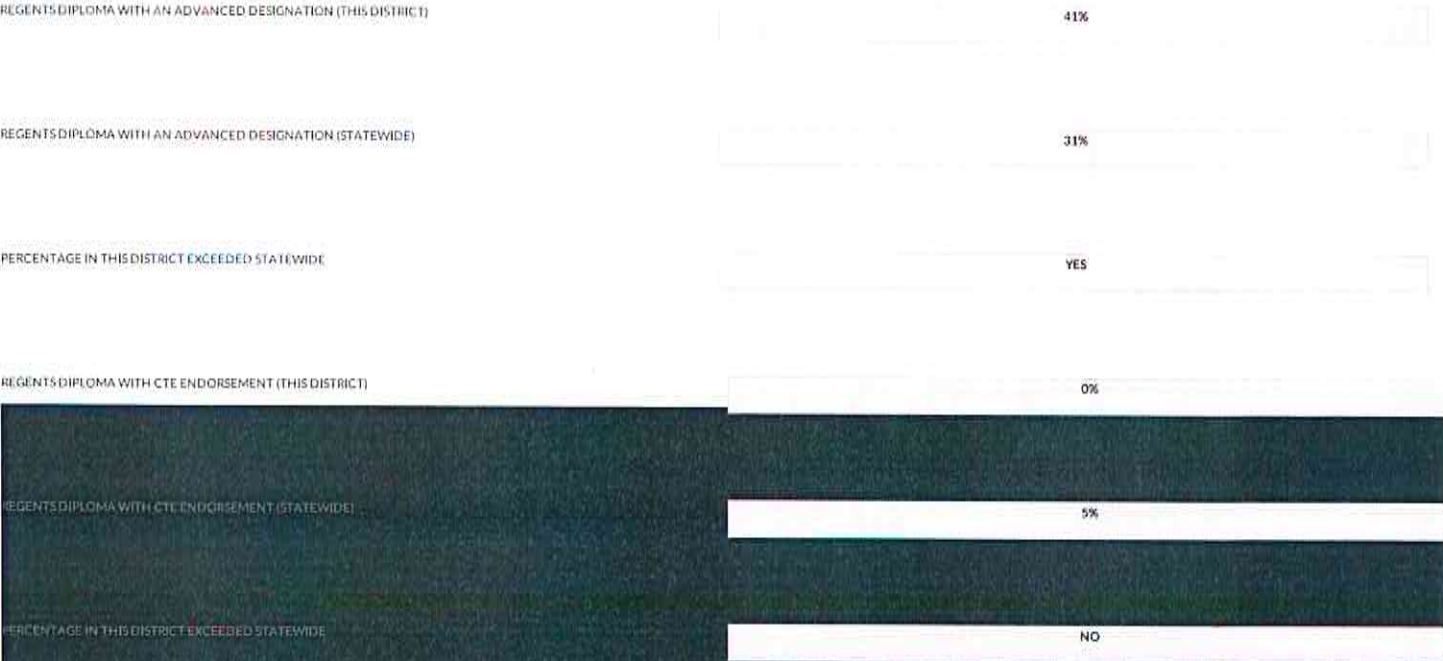 REGENTS DIPLOMA WITH AN ADVANCED DESIGNATION (THIS DISTRICT) 41%
REGENTS DIPLOMA WITH AN ADVANCED DESIGNATION (STATEWIDE) 31%
PERCENTAGE IN THIS DISTRICT EXCEEDED STATEWIDE YES
REGENTS DIPLOMA WITH CTE ENDORSEMENT (THIS DISTRICT) 0%
REGENTS DIPLOMA WITH CTE ENDORSEMENT (STATEWIDE) 5%
PERCENTAGE IN THIS DISTRICT EXCEEDED STATEWIDE NO